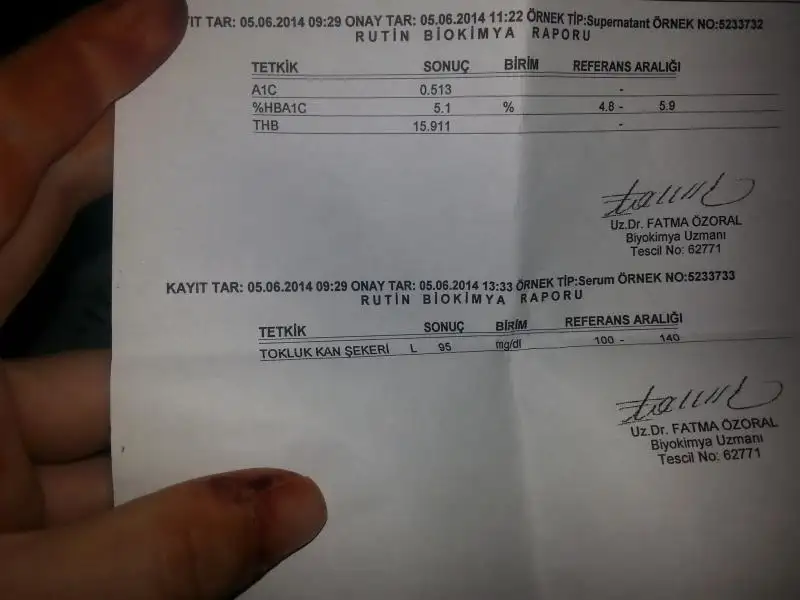 IT TAR: 05.06.2014 09:29 ONAY TAR: 05.06.2014 11:22 ÖRNEK TİP:Supernatant ÖRNEK NO:5233732
RUTİN BİOKİMYA RAPORU
TETKİK SONUÇ BİRİM REFERANS ARALIĞI
A1C 0.513 -
%HBA1C 5.1 % 4.8 - 5.9
THB 15.911 -
Uz.Dr. FATMA ÖZORAL
Biyokimya Uzmanı
Tescil No: 62771
KAYIT TAR: 05.06.2014 09:29 ONAY TAR: 05.06.2014 13:33 ÖRNEK TİP:Serum ÖRNEK NO:5233733
RUTİN BİOKİMYA RAPORU
TETKİK SONUÇ BİRİM REFERANS ARALIĞI
TOKLUK KAN ŞEKERİ L 95 mg/dl 100 - 140
Uz.Dr. FATMA ÖZORAL
Biyokimya Uzmanı
Tescil No: 62771